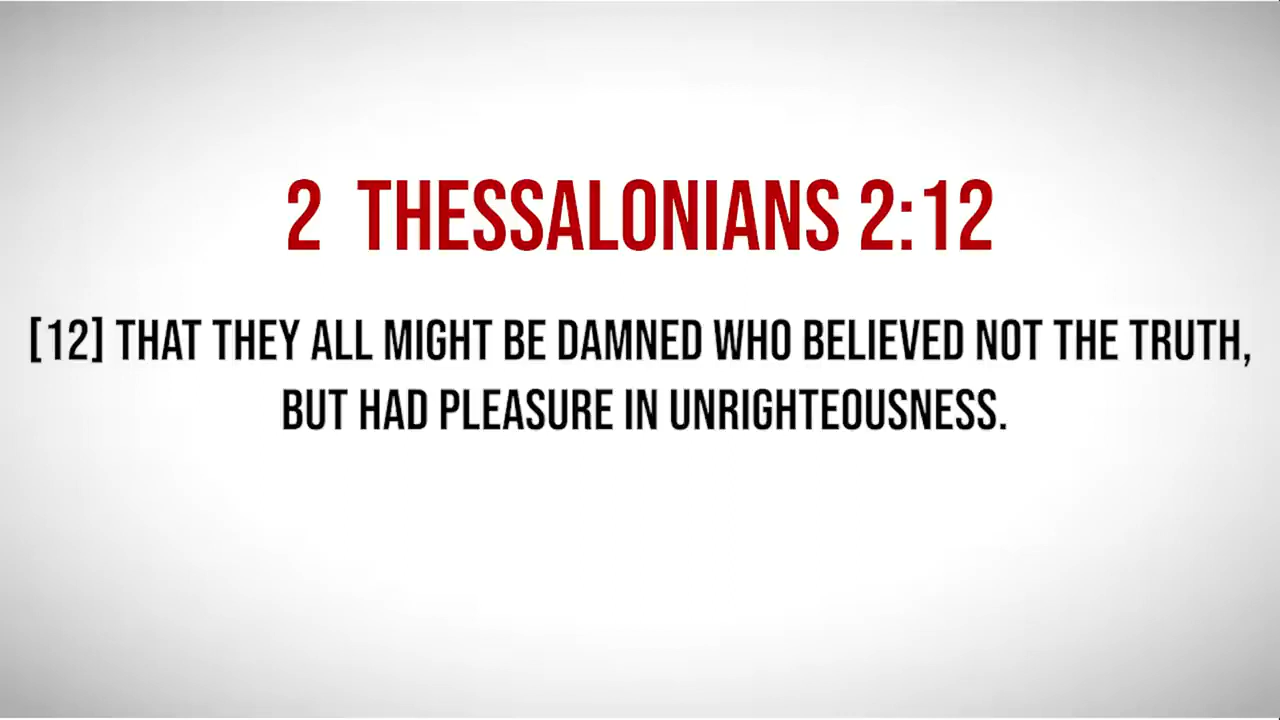 2 THESSALONIANS 2:12
[12] THAT THEY ALL MIGHT BE DAMNED WHO BELIEVED NOT THE TRUTH,
BUT HAD PLEASURE IN UNRIGHTEOUSNESS.